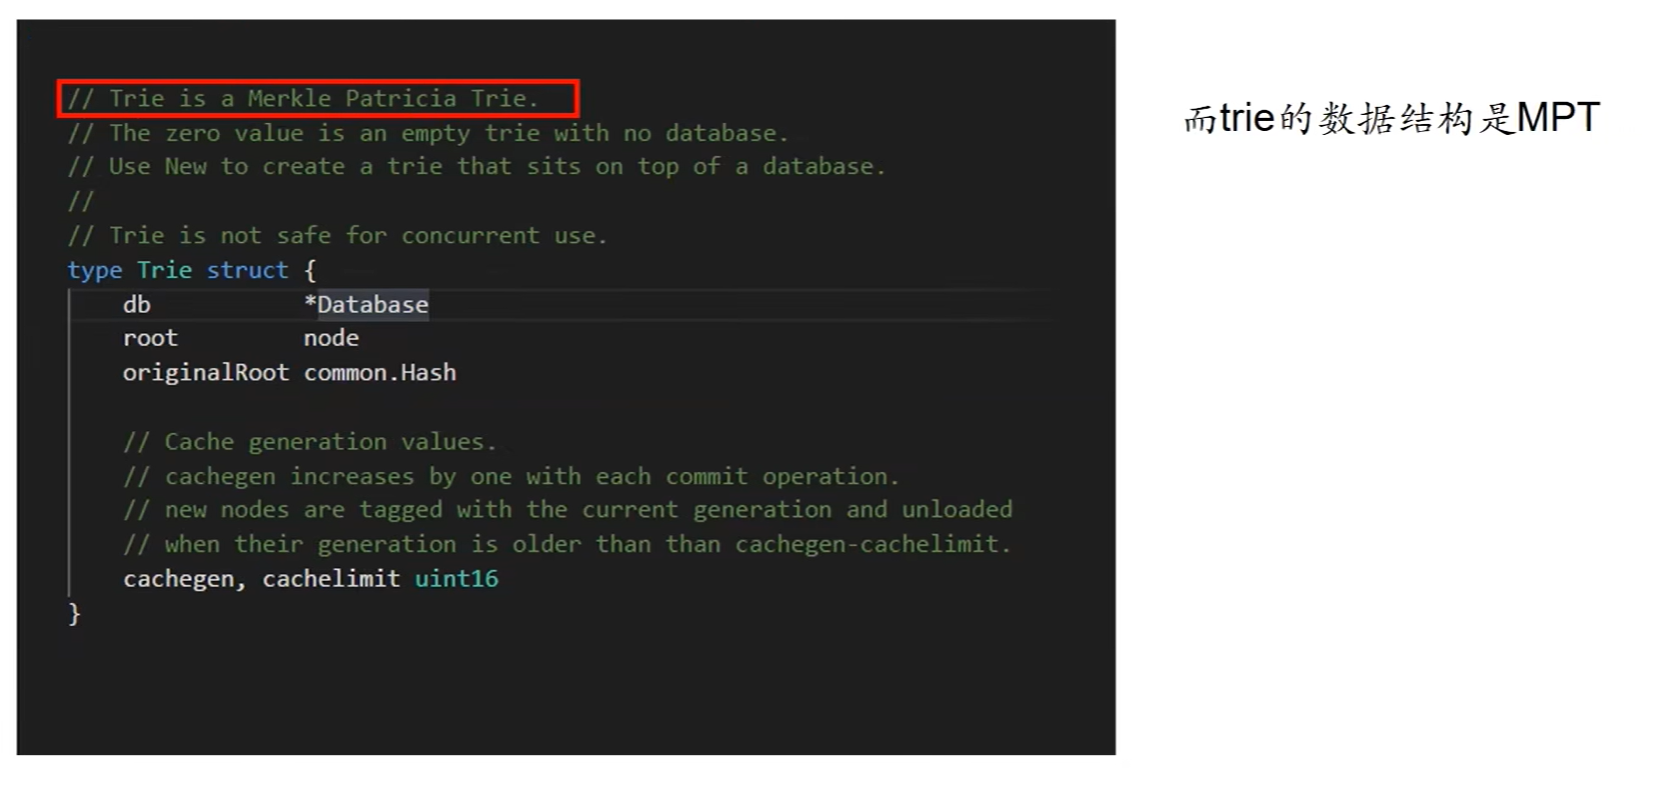 // Trie is a Merkle Patricia Trie.
// The zero value is an empty trie with no database.
// Use New to create a trie that sits on top of a database.
//
// Trie is not safe for concurrent use.
type Trie struct {
    db           *Database
    root         node
    originalRoot common.Hash
    // Cache generation values.
    // cachegen increases by one with each commit operation.
    // new nodes are tagged with the current generation and unloaded
    // when their generation is older than than cachegen-cachelimit.
    cachegen, cachelimit uint16
}
而trie的数据结构是MPT